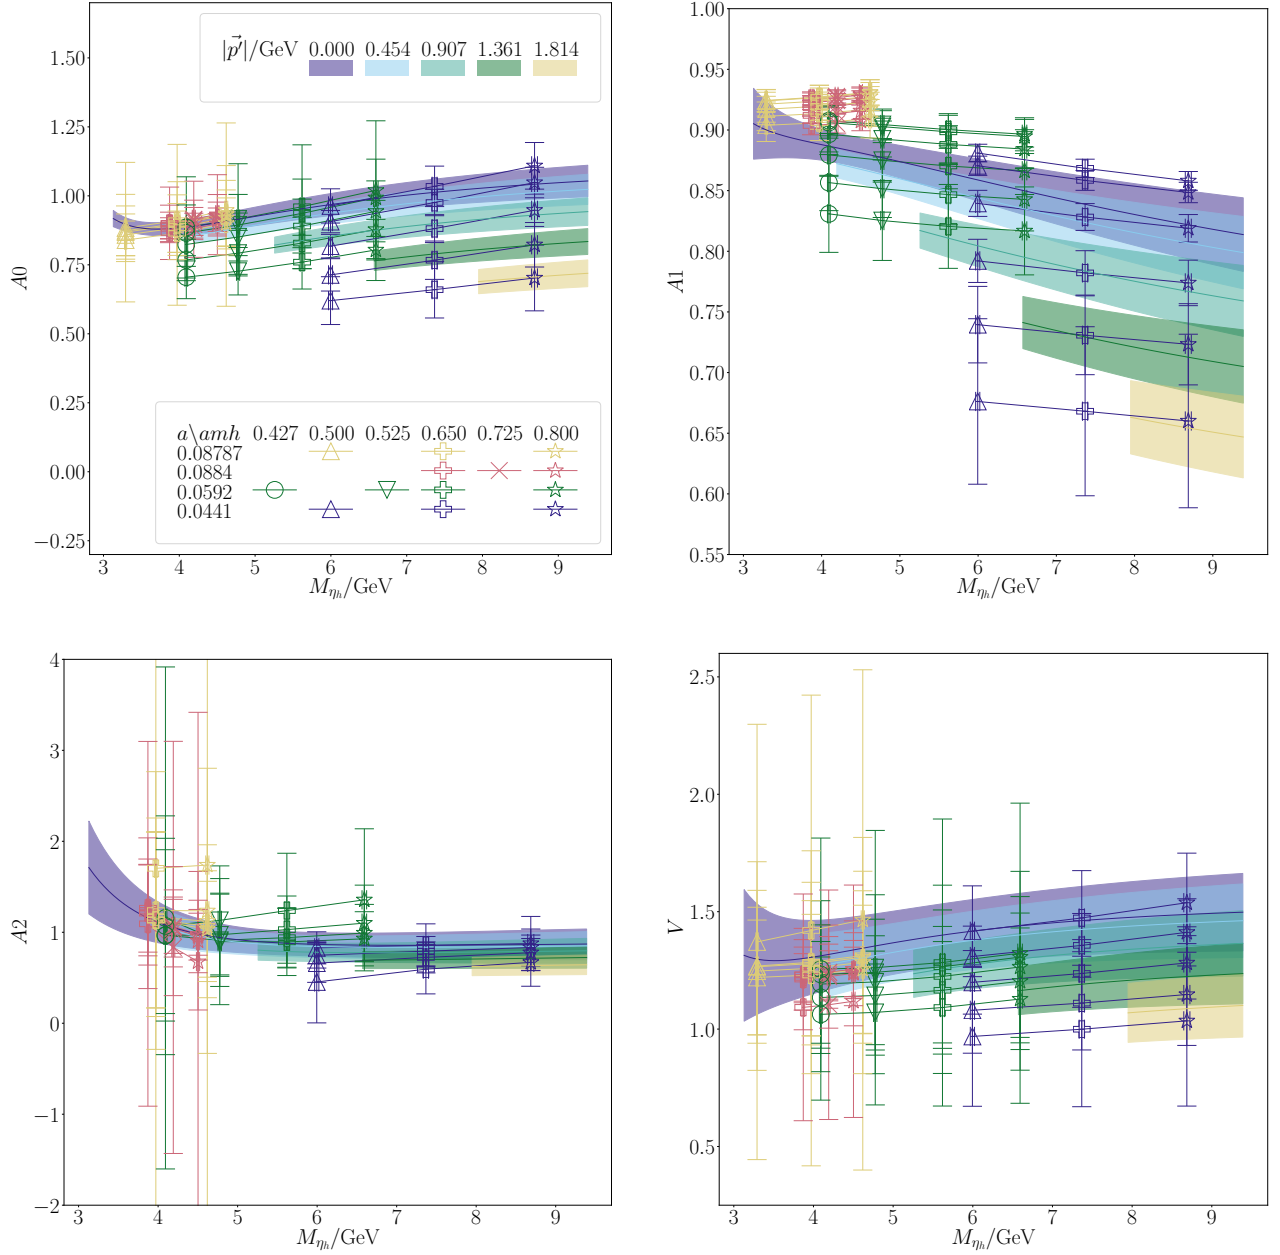 |p⃗′|/GeV 0.000 0.454 0.907 1.361 1.814
1.50
1.25
1.00
0.75
0.50
0.25
0.00
−0.25
A0
a\amh 0.427 0.500 0.525 0.650 0.725 0.800
0.08787
0.0884
0.0592
0.0441
3 4 5 6 7 8 9
M_{η_h}/GeV
1.00
0.95
0.90
0.85
0.80
0.75
0.70
0.65
0.60
0.55
A1
3 4 5 6 7 8 9
M_{η_h}/GeV
4
3
2
1
0
−1
−2
A2
3 4 5 6 7 8 9
M_{η_h}/GeV
2.5
2.0
1.5
1.0
0.5
V
3 4 5 6 7 8 9
M_{η_h}/GeV